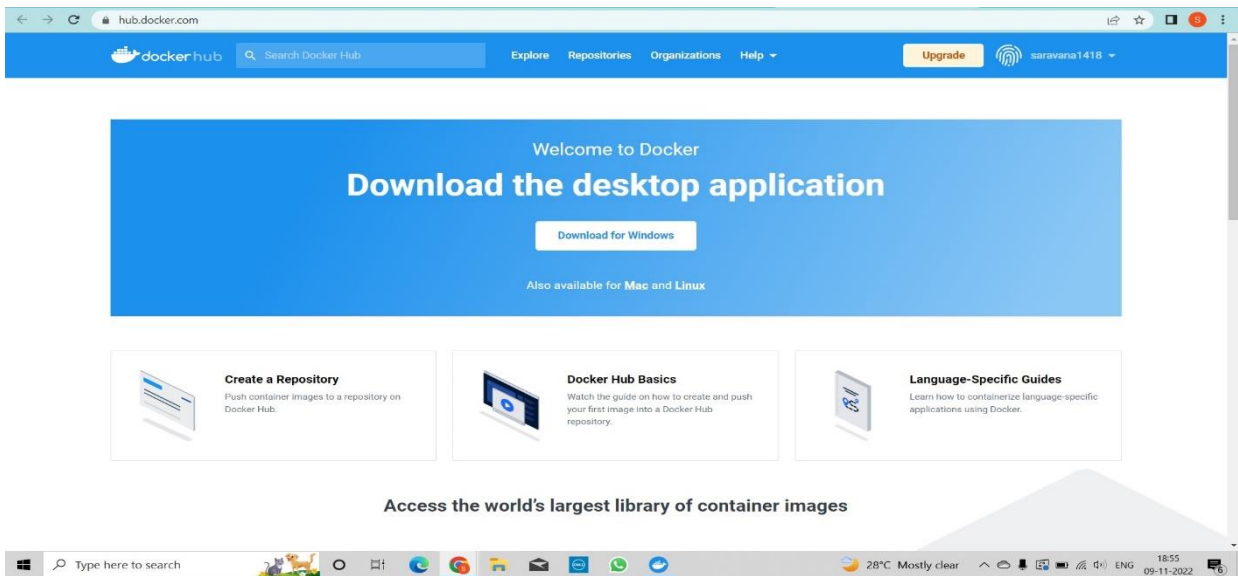 hub.docker.com
S
dockerhub
Search Docker Hub
Explore Repositories Organizations Help
Upgrade
saravana1418
Welcome to Docker
Download the desktop application
Download for Windows
Also available for Mac and Linux
Create a Repository
Push container images to a repository on
Docker Hub.
Docker Hub Basics
Watch the guide on how to create and push
your first image into a Docker Hub
repository.
Language-Specific Guides
Learn how to containerize language-specific
applications using Docker.
Access the world's largest library of container images
Type here to search
28°C Mostly clear
ENG
18:55
09-11-2022